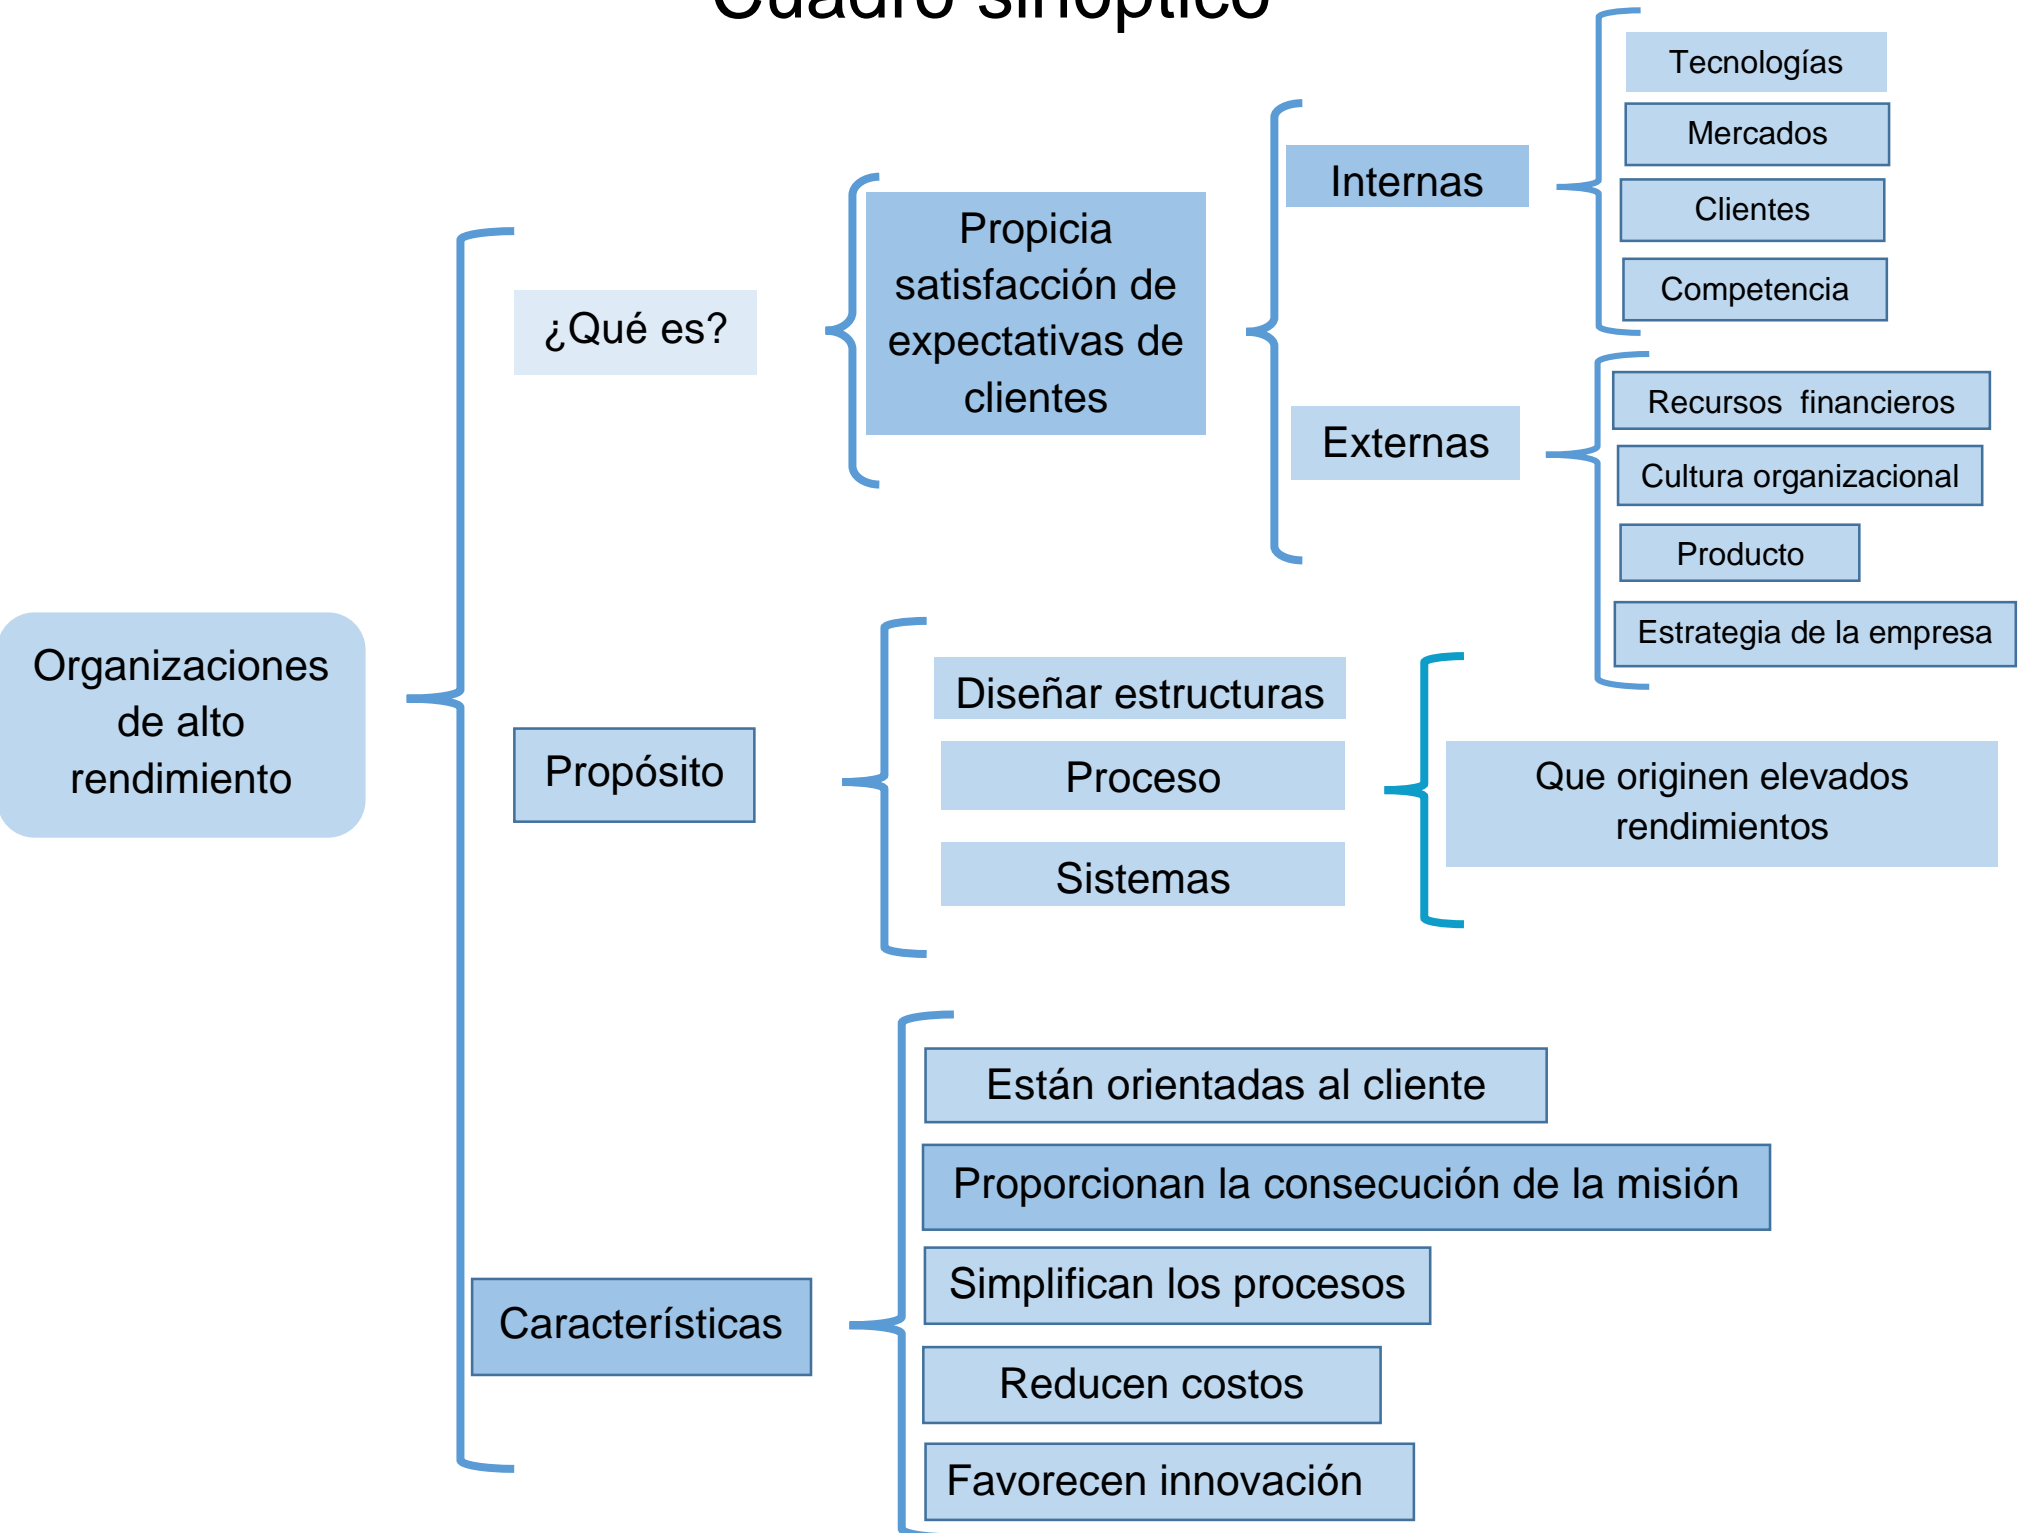 Cuadro sinóptico
Tecnologías
Mercados
Internas
Clientes
Propicia
satisfacción de
expectativas de
clientes
Competencia
¿Qué es?
Recursos  financieros
Externas
Cultura organizacional
Producto
Estrategia de la empresa
Organizaciones
de alto
rendimiento
Diseñar estructuras
Propósito
Proceso
Que originen elevados
rendimientos
Sistemas
Están orientadas al cliente
Proporcionan la consecución de la misión
Simplifican los procesos
Características
Reducen costos
Favorecen innovación